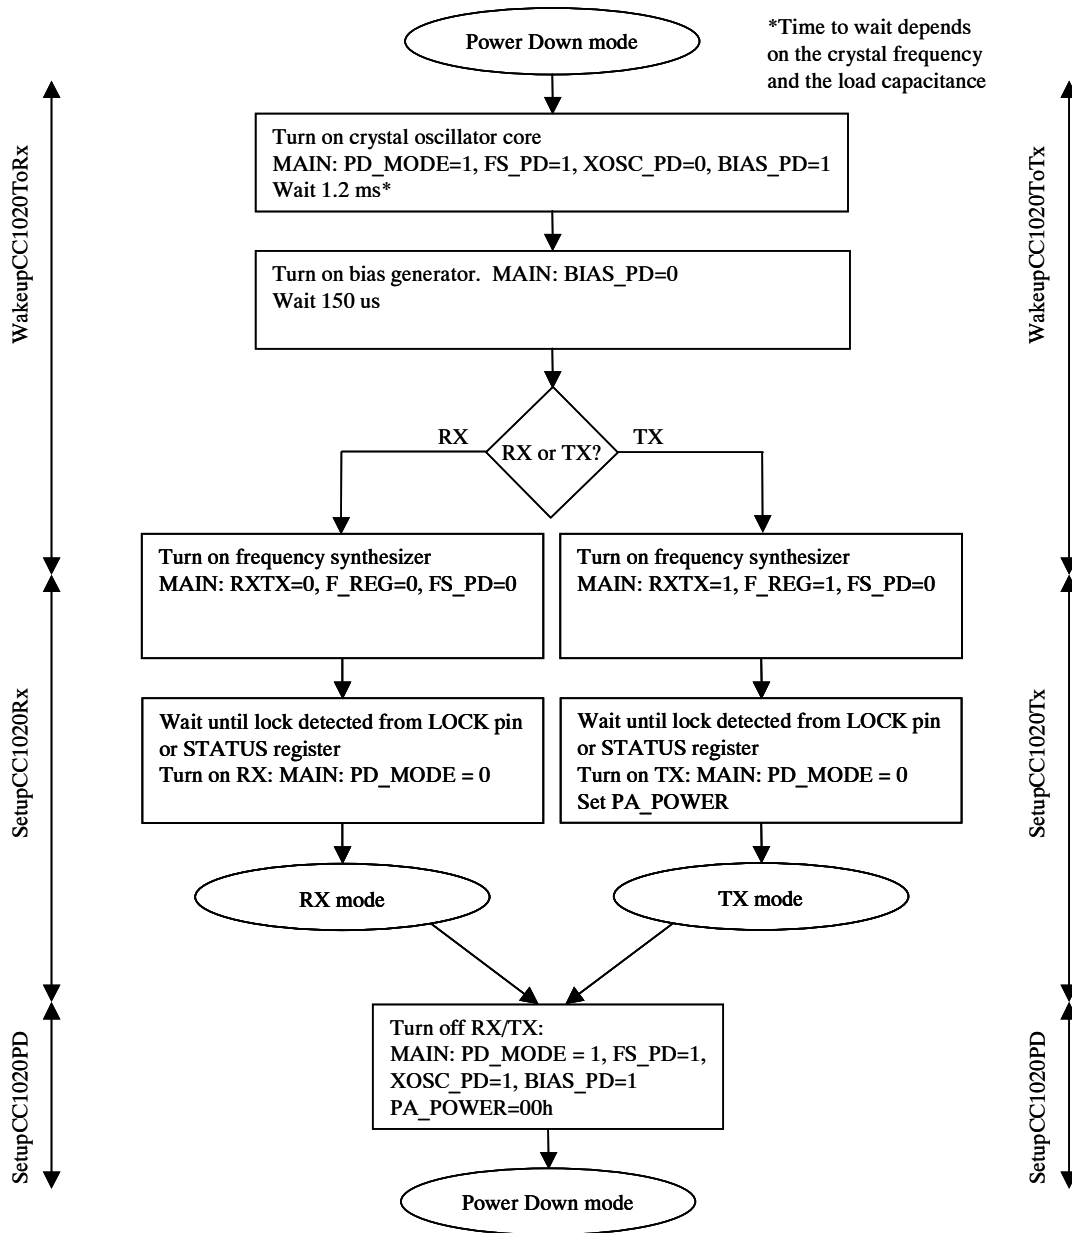 Power Down mode
*Time to wait depends
on the crystal frequency
and the load capacitance
WakeupCC1020ToRx
WakeupCC1020ToTx
Turn on crystal oscillator core
MAIN: PD_MODE=1, FS_PD=1, XOSC_PD=0, BIAS_PD=1
Wait 1.2 ms*
Turn on bias generator.  MAIN: BIAS_PD=0
Wait 150 us
RX
RX or TX?
TX
Turn on frequency synthesizer
MAIN: RXTX=0, F_REG=0, FS_PD=0
Turn on frequency synthesizer
MAIN: RXTX=1, F_REG=1, FS_PD=0
SetupCC1020Rx
SetupCC1020Tx
Wait until lock detected from LOCK pin
or STATUS register
Turn on RX: MAIN: PD_MODE = 0
Wait until lock detected from LOCK pin
or STATUS register
Turn on TX: MAIN: PD_MODE = 0
Set PA_POWER
RX mode
TX mode
SetupCC1020PD
SetupCC1020PD
Turn off RX/TX:
MAIN: PD_MODE = 1, FS_PD=1,
XOSC_PD=1, BIAS_PD=1
PA_POWER=00h
Power Down mode